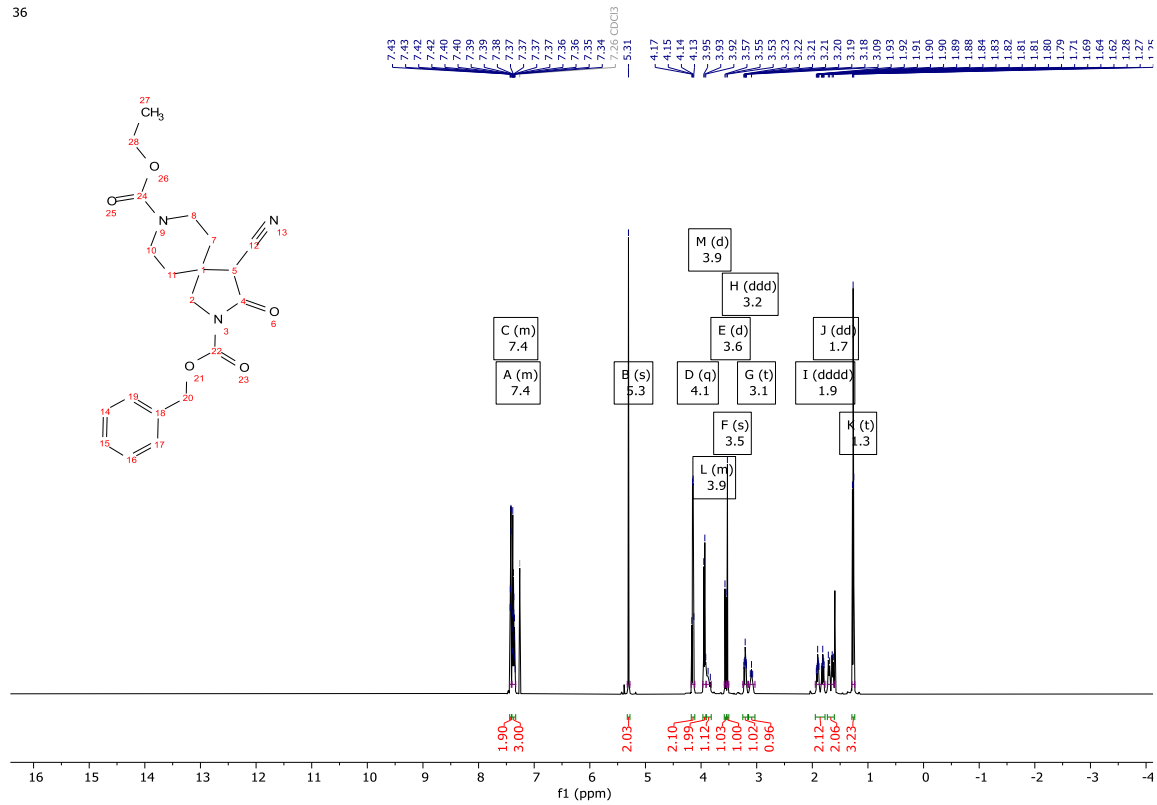 36
7.43 7.43 7.42 7.42 7.40 7.40 7.39 7.39 7.38 7.37 7.37 7.37 7.37 7.36 7.36 7.35 7.34 7.26 CDCl3 5.31 4.17 4.15 4.14 4.13 3.95 3.93 3.92 3.57 3.55 3.53 3.23 3.22 3.21 3.21 3.20 3.19 3.18 3.09 1.93 1.92 1.91 1.90 1.90 1.89 1.88 1.84 1.83 1.82 1.81 1.81 1.80 1.79 1.71 1.69 1.64 1.62 1.28 1.27 1.25
27
CH3
28
O
26
O
25
24
N
9
8
N
13
12
10
7
11
1
5
2
4
O
6
N
3
22
O
21
O
23
19
20
14
18
15
17
16
M (d)
3.9
H (ddd)
3.2
C (m)
7.4
E (d)
3.6
J (dd)
1.7
A (m)
7.4
B (s)
5.3
D (q)
4.1
G (t)
3.1
I (dddd)
1.9
F (s)
3.5
K (t)
1.3
L (m)
3.9
1.90 3.00 2.03 2.10 1.99 1.12 1.03 1.00 1.02 0.96 2.12 2.06 3.23
16 15 14 13 12 11 10 9 8 7 6 5 4 3 2 1 0 -1 -2 -3 -4
f1 (ppm)